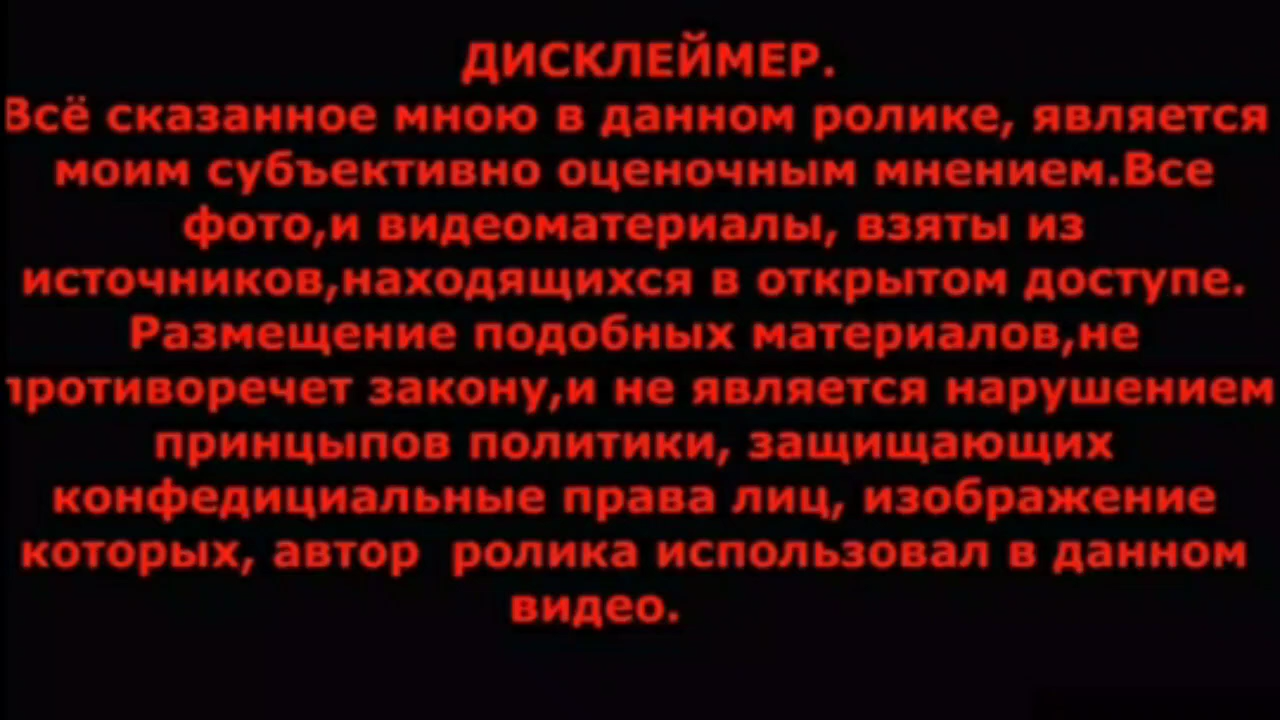 ДИСКЛЕЙМЕР.
Всё сказанное мною в данном ролике, является
моим субъективно оценочным мнением.Все
фото,и видеоматериалы, взяты из
источников,находящихся в открытом доступе.
Размещение подобных материалов,не
противоречет закону,и не является нарушением
принцыпов политики, защищающих
конфедициальные права лиц, изображение
которых, автор  ролика использовал в данном
видео.